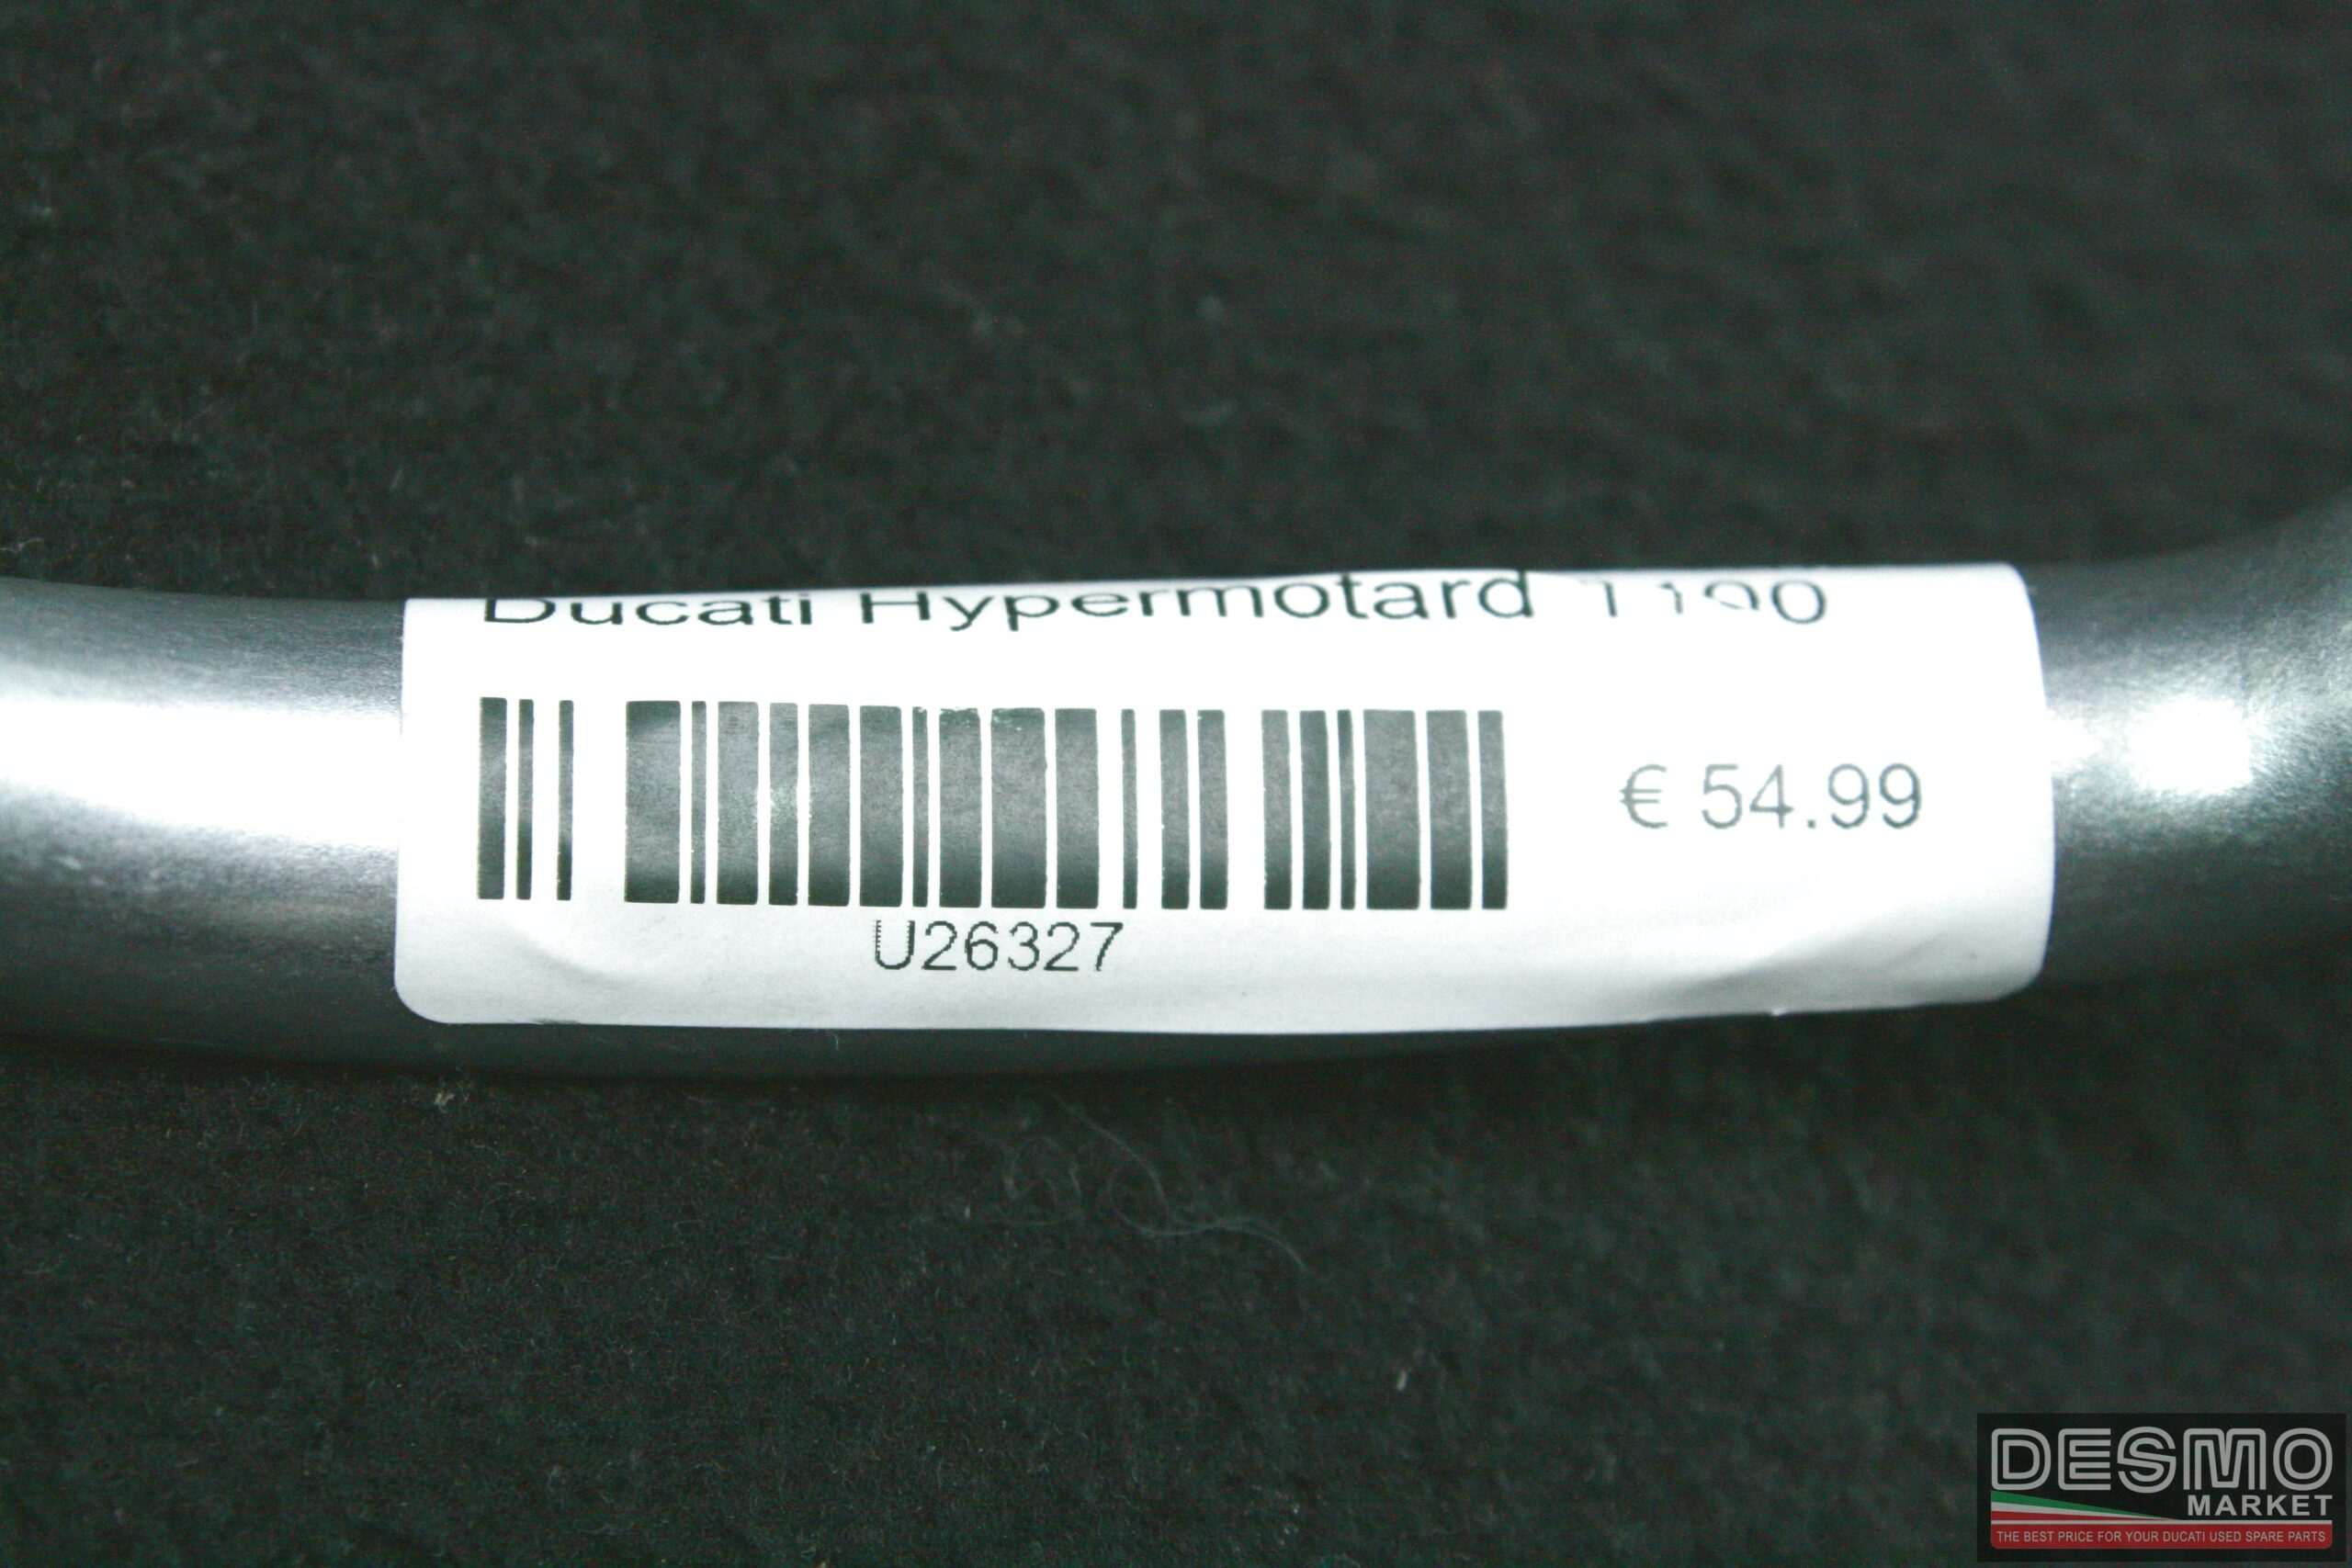 Ducati Hypermotard 1100
€ 54.99
U26327
DESMO
MARKET
THE BEST PRICE FOR YOUR DUCATI USED SPARE PARTS